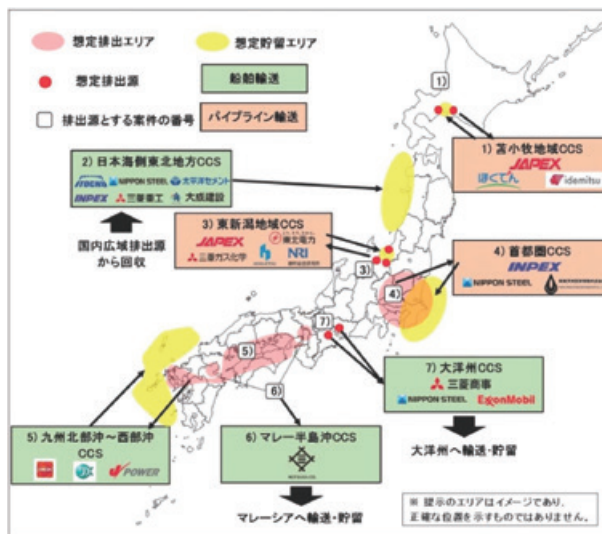 想定排出エリア
想定貯留エリア
想定排出源
船舶輸送
排出源とする案件の番号
パイプライン輸送
1)
1) 苫小牧地域CCS
JAPEX
ほくでん
idemitsu
2) 日本海側東北地方CCS
ITOCHU
NIPPON STEEL
太平洋セメント
INPEX
三菱重工
大成建設
国内広域排出源
から回収
3) 東新潟地域CCS
JAPEX
東北電力
三菱ガス化学
NRI
3)
4)
4) 首都圏CCS
INPEX
NIPPON STEEL
7)
5)
6)
7) 大洋州CCS
三菱商事
NIPPON STEEL
ExxonMobil
大洋州へ輸送・貯留
5) 九州北部沖~西部沖
CCS
POWER
6) マレー半島沖CCS
マレーシアへ輸送・貯留
※ 提示のエリアはイメージであり、
正確な位置を示すものではありません。